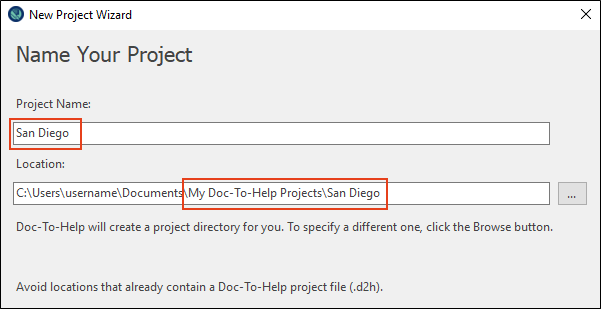 New Project Wizard
Name Your Project
Project Name:
San Diego
Location:
C:\Users\username\Documents\My Doc-To-Help Projects\San Diego
...
Doc-To-Help will create a project directory for you. To specify a different one, click the Browse button.
Avoid locations that already contain a Doc-To-Help project file (.d2h).